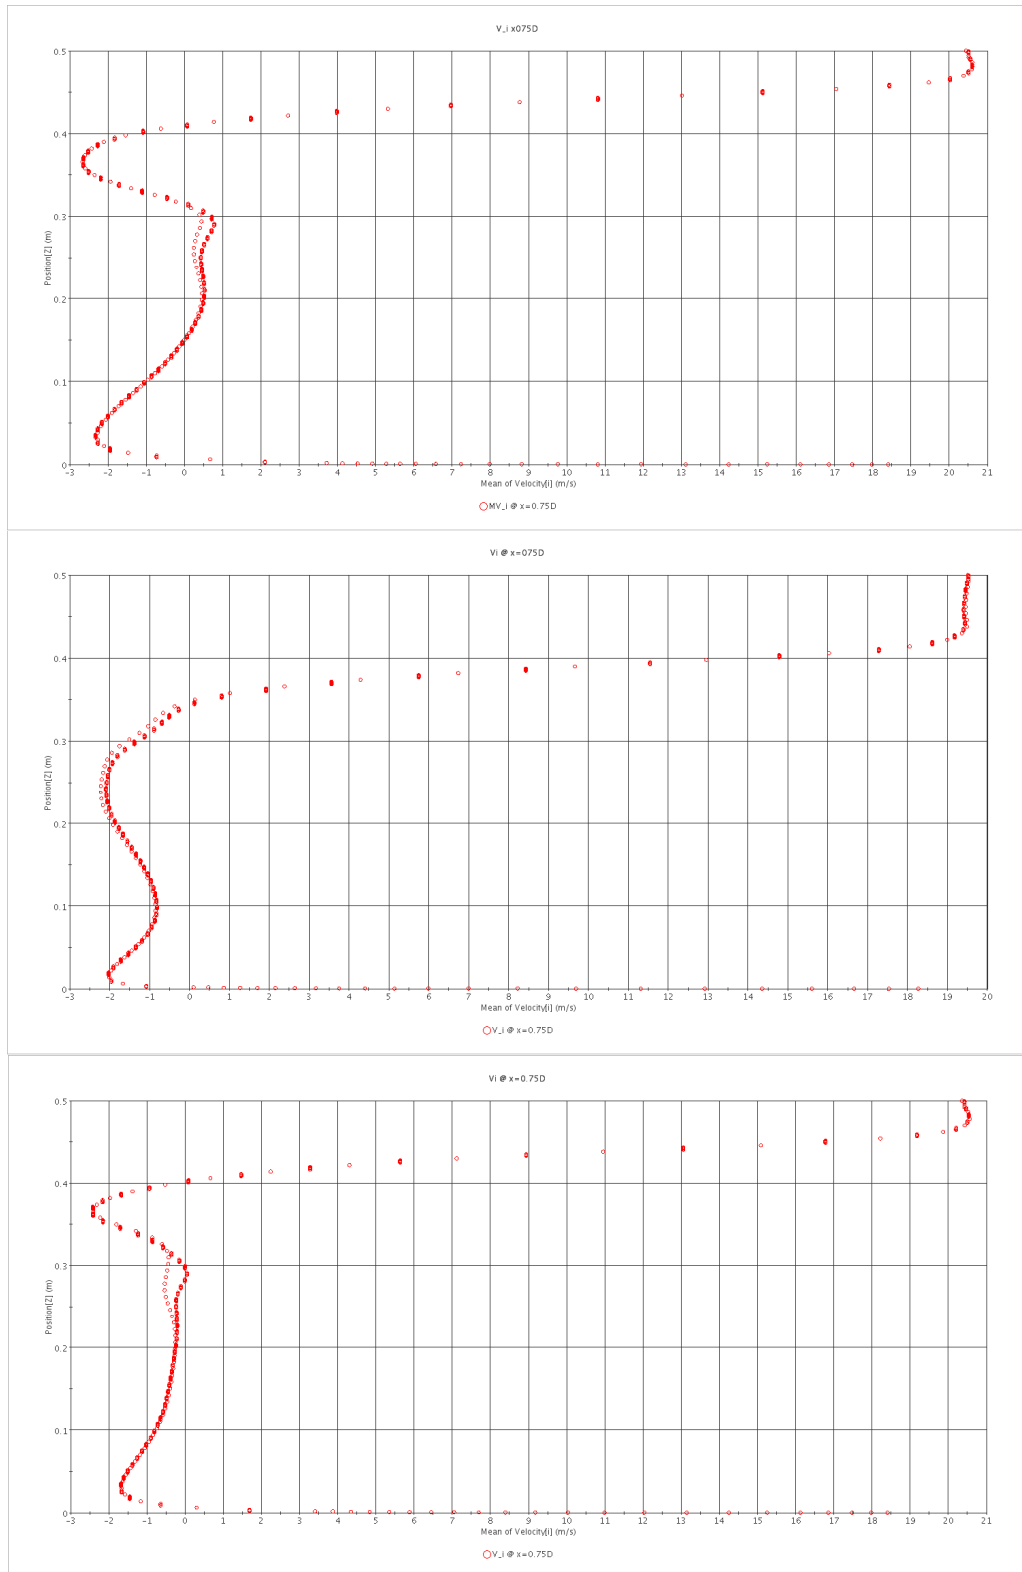 V_i x075D
0.5
0.4
0.3
0.2
0.1
0
Position[Z] (m)
-3 -2 -1 0 1 2 3 4 5 6 7 8 9 10 11 12 13 14 15 16 17 18 19 20 21
Mean of Velocity[i] (m/s)
MV_i @ x=0.75D
Vi @ x=075D
0.5
0.4
0.3
0.2
0.1
0
Position[Z] (m)
-3 -2 -1 0 1 2 3 4 5 6 7 8 9 10 11 12 13 14 15 16 17 18 19 20
Mean of Velocity[i] (m/s)
V_i @ x=0.75D
Vi @ x=0.75D
0.5
0.4
0.3
0.2
0.1
0
Position[Z] (m)
-3 -2 -1 0 1 2 3 4 5 6 7 8 9 10 11 12 13 14 15 16 17 18 19 20 21
Mean of Velocity[i] (m/s)
V_i @ x=0.75D